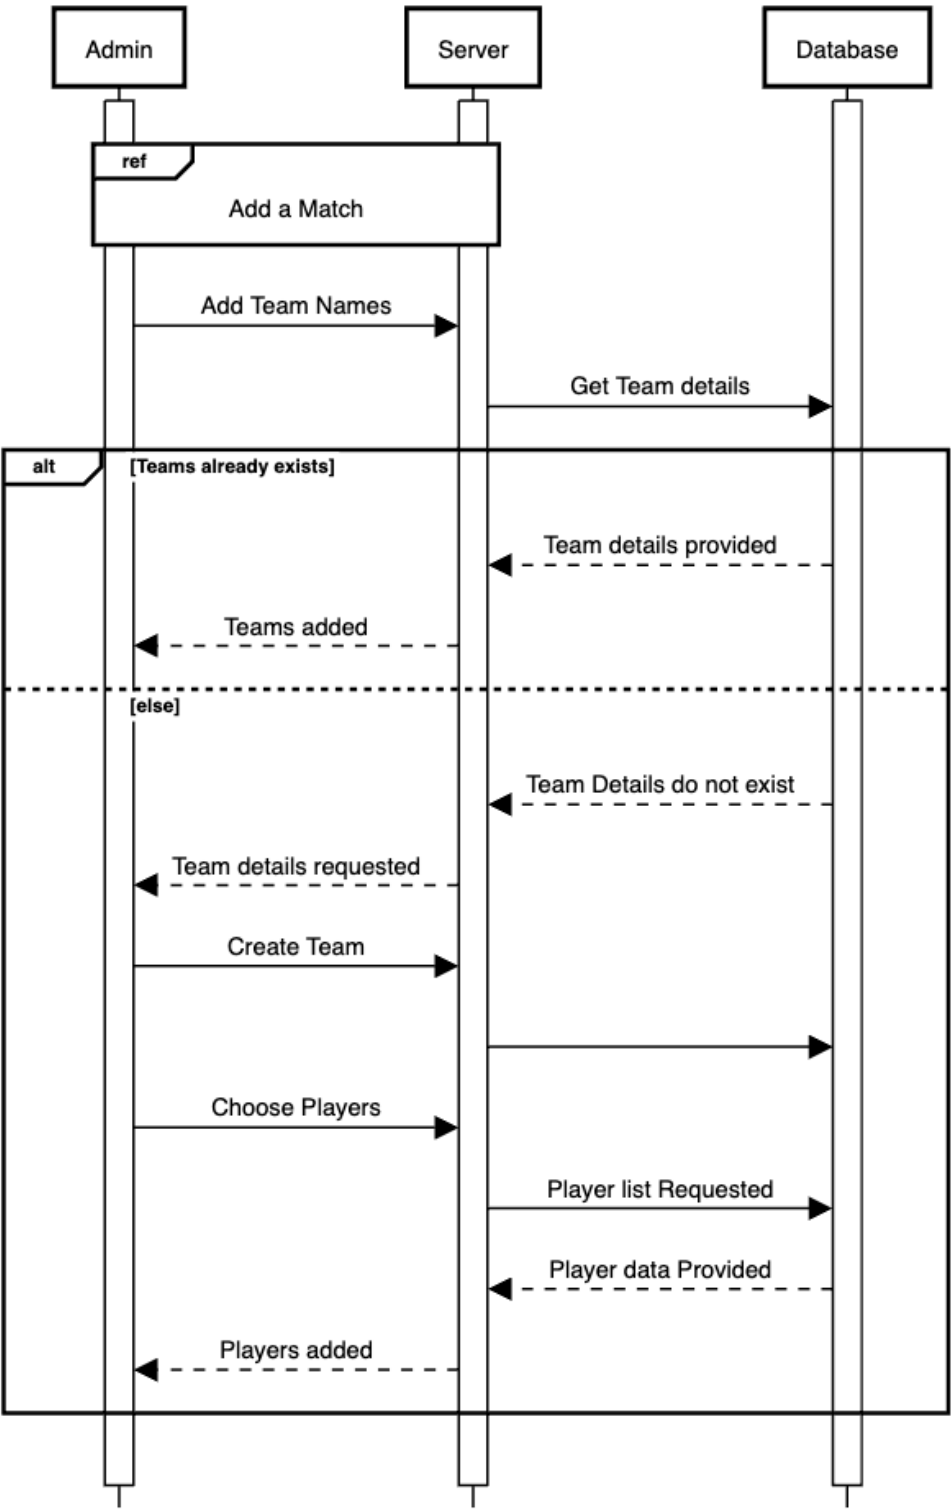 Admin
Server
Database
ref
Add a Match
Add Team Names
Get Team details
alt
[Teams already exists]
Team details provided
Teams added
[else]
Team Details do not exist
Team details requested
Create Team
Choose Players
Player list Requested
Player data Provided
Players added